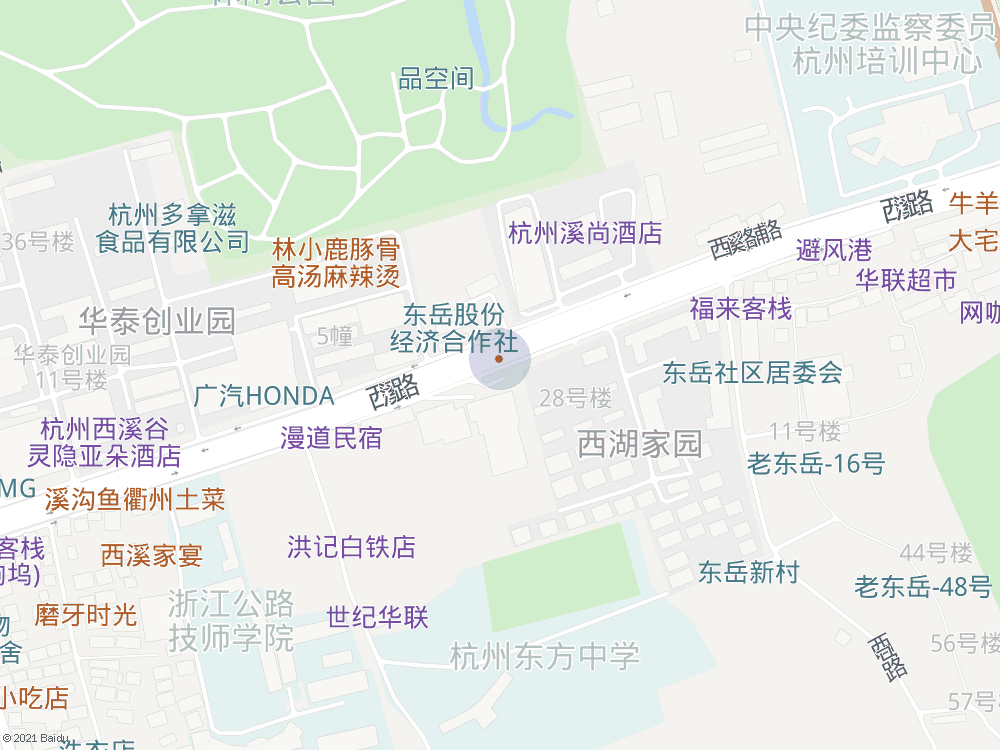 中央纪委监察委员
杭州培训中心
品空间
杭州多拿滋
食品有限公司
36号楼
林小鹿豚骨
高汤麻辣烫
杭州溪尚酒店
西溪路辅路
西溪路
牛羊
大宅
避风港
华联超市
网咖
福来客栈
华泰创业园
华泰创业园
11号楼
5幢
东岳股份
经济合作社
东岳社区居委会
广汽HONDA
西溪路
28号楼
西湖家园
11号楼
老东岳-16号
杭州西溪谷
灵隐亚朵酒店
漫道民宿
MG
溪沟鱼衢州土菜
客栈
西溪家宴
洪记白铁店
44号楼
东岳新村
老东岳-48号
磨牙时光
浙江公路
技师学院
世纪华联
杭州东方中学
56号楼
57号
舍
小吃店
洗衣店
© 2021 Baidu